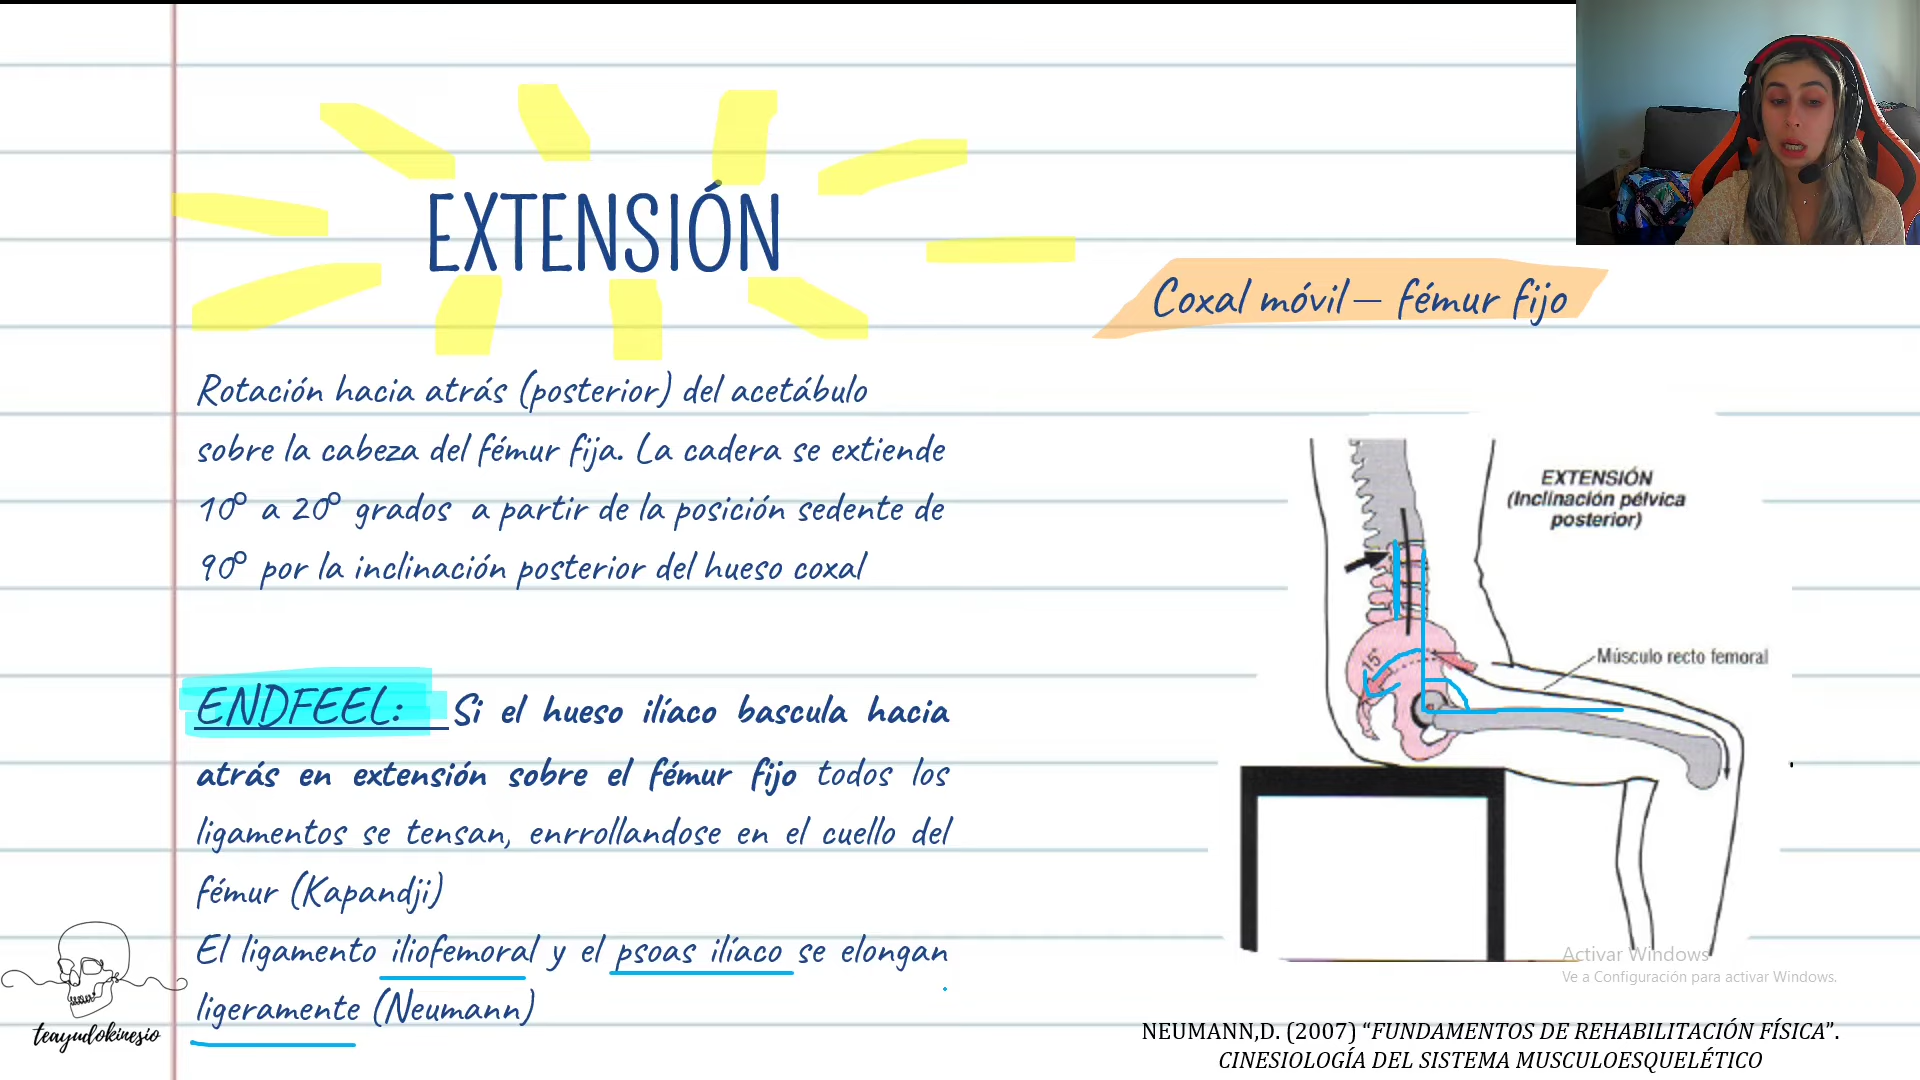 EXTENSIÓN
Coxal móvil — fémur fijo
Rotación hacia atrás (posterior) del acetábulo
sobre la cabeza del fémur fija. La cadera se extiende
10º a 20º grados a partir de la posición sedente de
90º por la inclinación posterior del hueso coxal
ENDFEEL: Si el hueso ilíaco bascula hacia
atrás en extensión sobre el fémur fijo todos los
ligamentos se tensan, enrrollandose en el cuello del
fémur (Kapandji)
El ligamento iliofemoral y el psoas ilíaco se elongan
ligeramente (Neumann)
teayudokinesio
EXTENSIÓN
(Inclinación pélvica
posterior)
15°
Músculo recto femoral
Activar Windows
Ve a Configuración para activar Windows.
NEUMANN,D. (2007) “FUNDAMENTOS DE REHABILITACIÓN FÍSICA”.
CINESIOLOGÍA DEL SISTEMA MUSCULOESQUELÉTICO